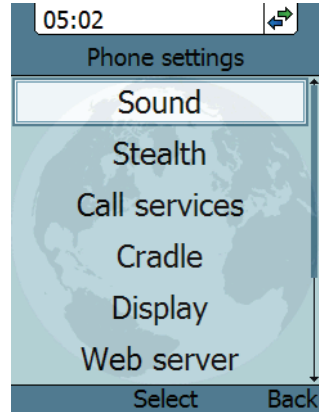 05:02
Phone settings
Sound
Stealth
Call services
Cradle
Display
Web server
Select Back